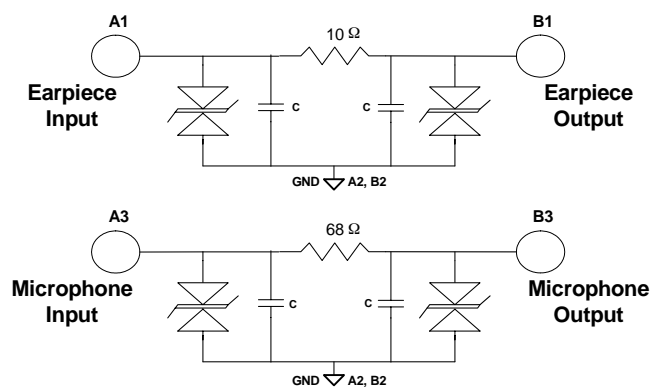 A1
10 Ω
B1
Earpiece
Input
C
C
Earpiece
Output
GND A2, B2
A3
68 Ω
B3
Microphone
Input
C
C
Microphone
Output
GND A2, B2